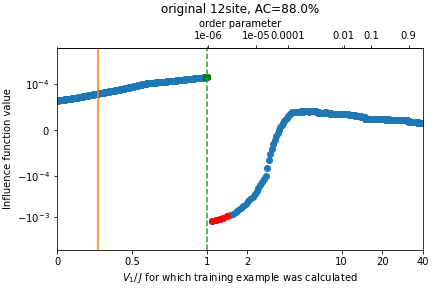 original 12site, AC=88.0%
order parameter
1e-06 1e-05 0.0001 0.01 0.1 0.9
Influence function value
10⁻⁴
0
−10⁻⁴
−10⁻³
0 0.5 1 2 10 20 40
V₁/J for which training example was calculated